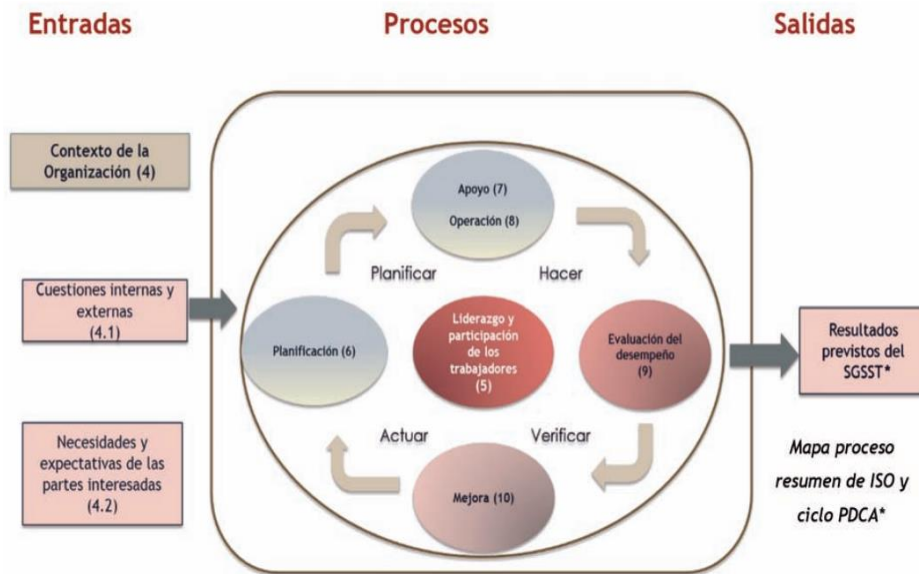 Entradas
Procesos
Salidas
Contexto de la
Organización (4)
Cuestiones internas y
externas
(4.1)
Necesidades y
expectativas de las
partes interesadas
(4.2)
Apoyo (7)
Operación (8)
Planificar
Hacer
Planificación (6)
Liderazgo y
participación
de los
trabajadores
(5)
Evaluación del
desempeño
(9)
Actuar
Verificar
Mejora (10)
Resultados
previstos del
SGSST*
Mapa proceso
resumen de ISO y
ciclo PDCA*